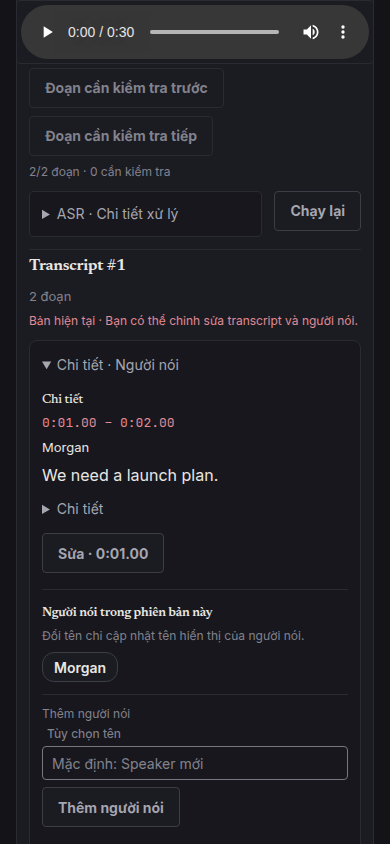 0:00 / 0:30
Đoạn cần kiểm tra trước
Đoạn cần kiểm tra tiếp
2/2 đoạn · 0 cần kiểm tra
ASR · Chi tiết xử lý
Chạy lại
Transcript #1
2 đoạn
Bản hiện tại · Bạn có thể chỉnh sửa transcript và người nói.
Chi tiết · Người nói
Chi tiết
0:01.00 – 0:02.00
Morgan
We need a launch plan.
Chi tiết
Sửa · 0:01.00
Người nói trong phiên bản này
Đổi tên chỉ cập nhật tên hiển thị của người nói.
Morgan
Thêm người nói
Tùy chọn tên
Mặc định: Speaker mới
Thêm người nói